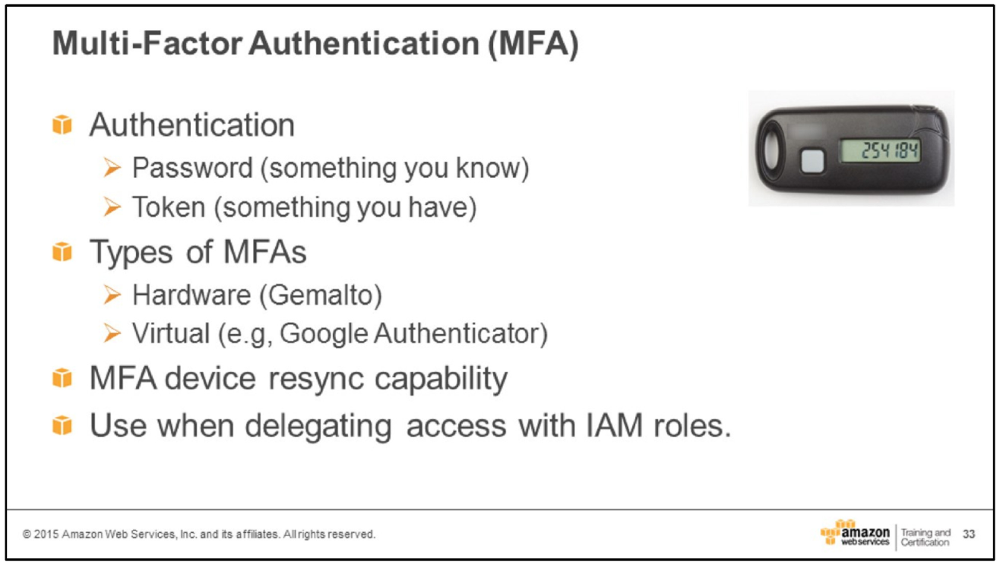 Multi-Factor Authentication (MFA)
Authentication
Password (something you know)
Token (something you have)
254184
Types of MFAs
Hardware (Gemalto)
Virtual (e.g, Google Authenticator)
MFA device resync capability
Use when delegating access with IAM roles.
© 2015 Amazon Web Services, Inc. and its affiliates. All rights reserved.
amazon
web services
Training and
Certification
33